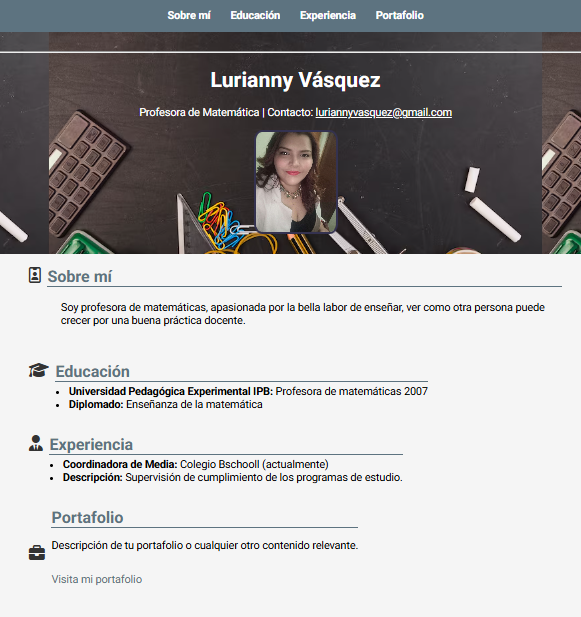 Sobre mí Educación Experiencia Portafolio
Lurianny Vásquez
Profesora de Matemática | Contacto: luriannyvasquez@gmail.com
Sobre mí
Soy profesora de matemáticas, apasionada por la bella labor de enseñar, ver como otra persona puede
crecer por una buena práctica docente.
Educación
• Universidad Pedagógica Experimental IPB: Profesora de matemáticas 2007
• Diplomado: Enseñanza de la matemática
Experiencia
• Coordinadora de Media: Colegio Bschooll (actualmente)
• Descripción: Supervisión de cumplimiento de los programas de estudio.
Portafolio
Descripción de tu portafolio o cualquier otro contenido relevante.
Visita mi portafolio